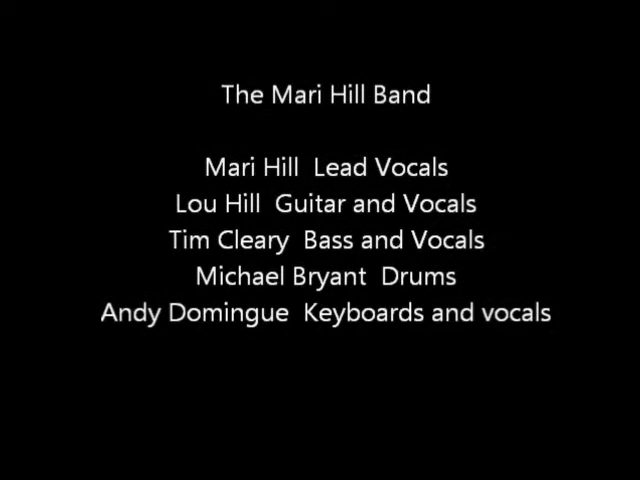 The Mari Hill Band
Mari Hill  Lead Vocals
Lou Hill  Guitar and Vocals
Tim Cleary  Bass and Vocals
Michael Bryant  Drums
Andy Domingue  Keyboards and vocals